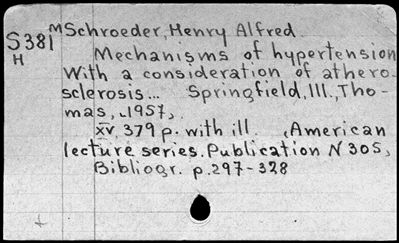 M Schroeder, Henry Alfred
S381
H
Mechanisms of hypertension
With a consideration of athero-
sclerosis... Springfield, Ill., Tho-
mas, 1957,
xv, 379 p. with ill. (American
lecture series. Publication N 305)
Bibliogr. p. 297-328